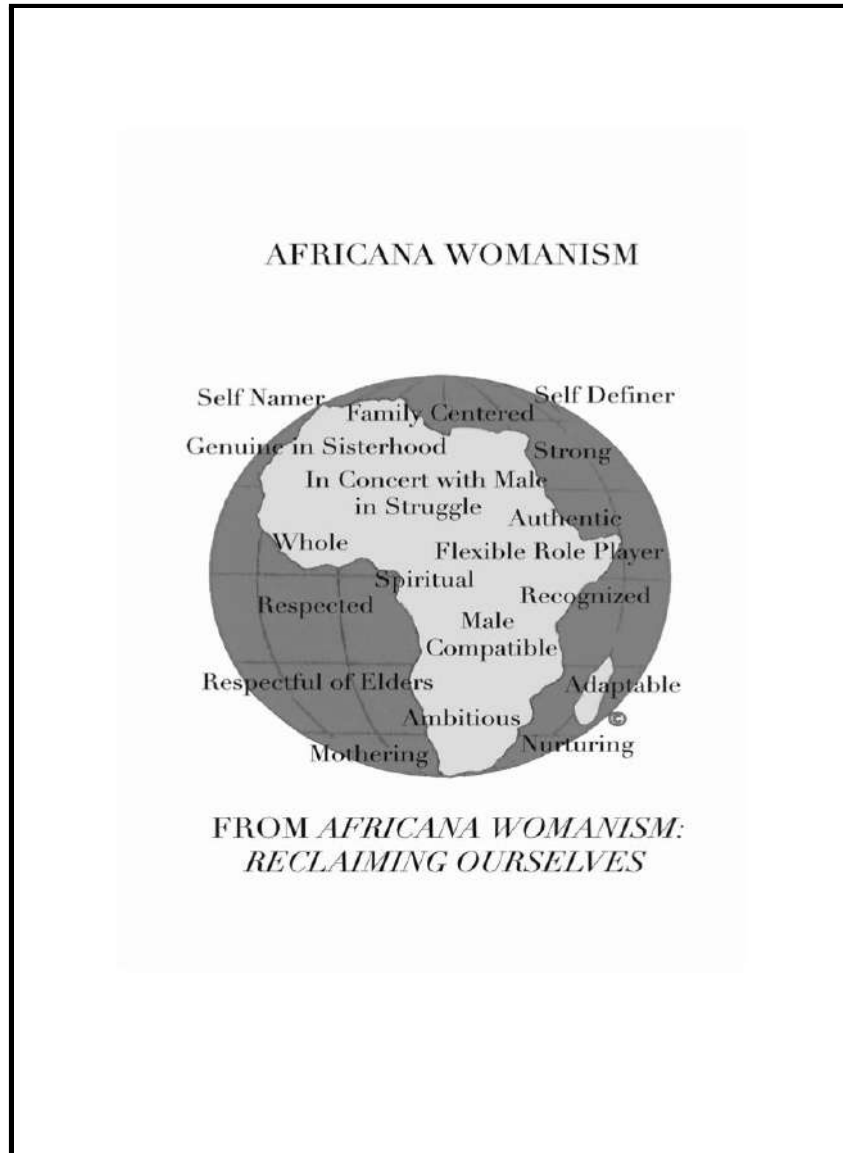 AFRICANA WOMANISM
Self Namer
Self Definer
Family Centered
Genuine in Sisterhood
Strong
In Concert with Male
in Struggle
Authentic
Whole
Flexible Role Player
Spiritual
Recognized
Respected
Male
Compatible
Respectful of Elders
Adaptable
Ambitious
©
Mothering
Nurturing
FROM AFRICANA WOMANISM:
RECLAIMING OURSELVES